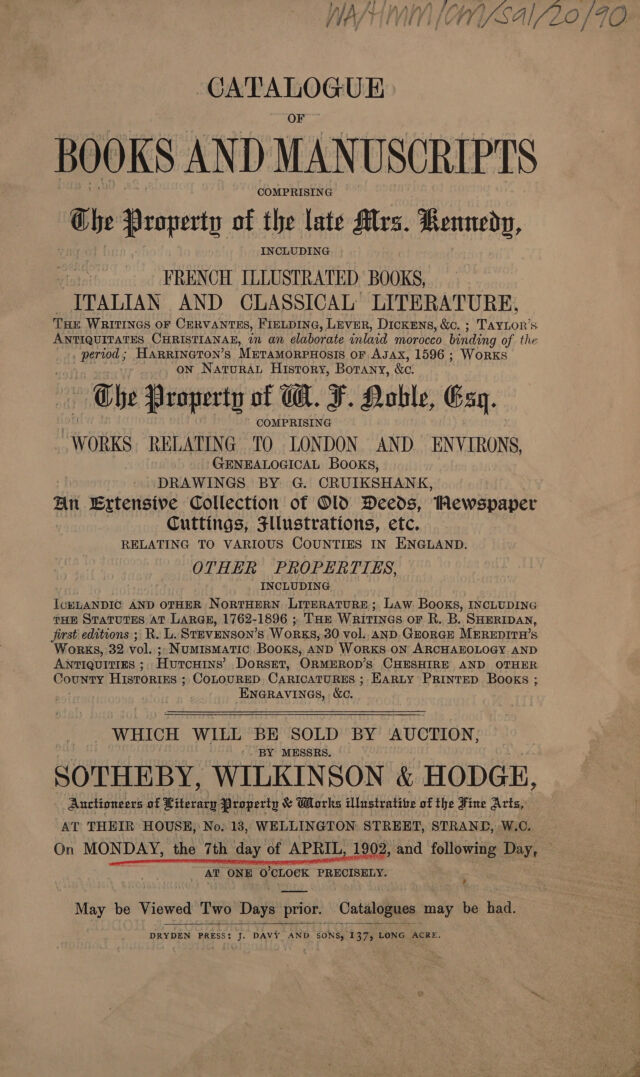 WA/HMM/CM/Sal/20/90
CATALOGUE
OF
BOOKS AND MANUSCRIPTS
COMPRISING
The Property of the late Mrs. Kennedy,
INCLUDING
FRENCH ILLUSTRATED BOOKS,
ITALIAN AND CLASSICAL LITERATURE,
THE WRITINGS OF CERVANTES, FIELDING, LEVER, DICKENS, &C. ; TAYLOR'S
ANTIQUITATES CHRISTIANAE, in an elaborate inlaid morocco binding of the
period ; HARRINGTON'S METAMORPHOSIS OF AJAX, 1596 ; WORKS
ON NATURAL HISTORY, BOTANY, &C.
The Property of W. F. Noble, Esq.
COMPRISING
WORKS RELATING TO LONDON AND ENVIRONS,
GENEALOGICAL BOOKS,
DRAWINGS BY G. CRUIKSHANK,
An Extensive Collection of Old Deeds, Newspaper
Cuttings, Illustrations, etc.
RELATING TO VARIOUS COUNTIES IN ENGLAND.
OTHER PROPERTIES,
INCLUDING
ICELANDIC AND OTHER NORTHERN LITERATURE ; LAW BOOKS, INCLUDING
THE STATUTES AT LARGE, 1762-1896 ; THE WRITINGS OF R. B. SHERIDAN,
first editions ; R. L. STEVENSON'S WORKS, 30 vol. AND GEORGE MEREDITH'S
WORKS, 32 vol. ; NUMISMATIC BOOKS, AND WORKS ON ARCHAEOLOGY AND
ANTIQUITIES ; HUTCHINS' DORSET, ORMEROD'S CHESHIRE AND OTHER
COUNTY HISTORIES ; COLOURED CARICATURES ; EARLY PRINTED BOOKS ;
ENGRAVINGS, &C.
WHICH WILL BE SOLD BY AUCTION,
BY MESSRS.
SOTHEBY, WILKINSON & HODGE,
Auctioneers of Literary Property & Works illustrative of the Fine Arts,
AT THEIR HOUSE, No. 13, WELLINGTON STREET, STRAND, W.C.
On MONDAY, the 7th day of APRIL, 1902, and following Day,
AT ONE O'CLOCK PRECISELY.
May be Viewed Two Days prior. Catalogues may be had.
DRYDEN PRESS: J. DAVY AND SONS, 137, LONG ACRE.